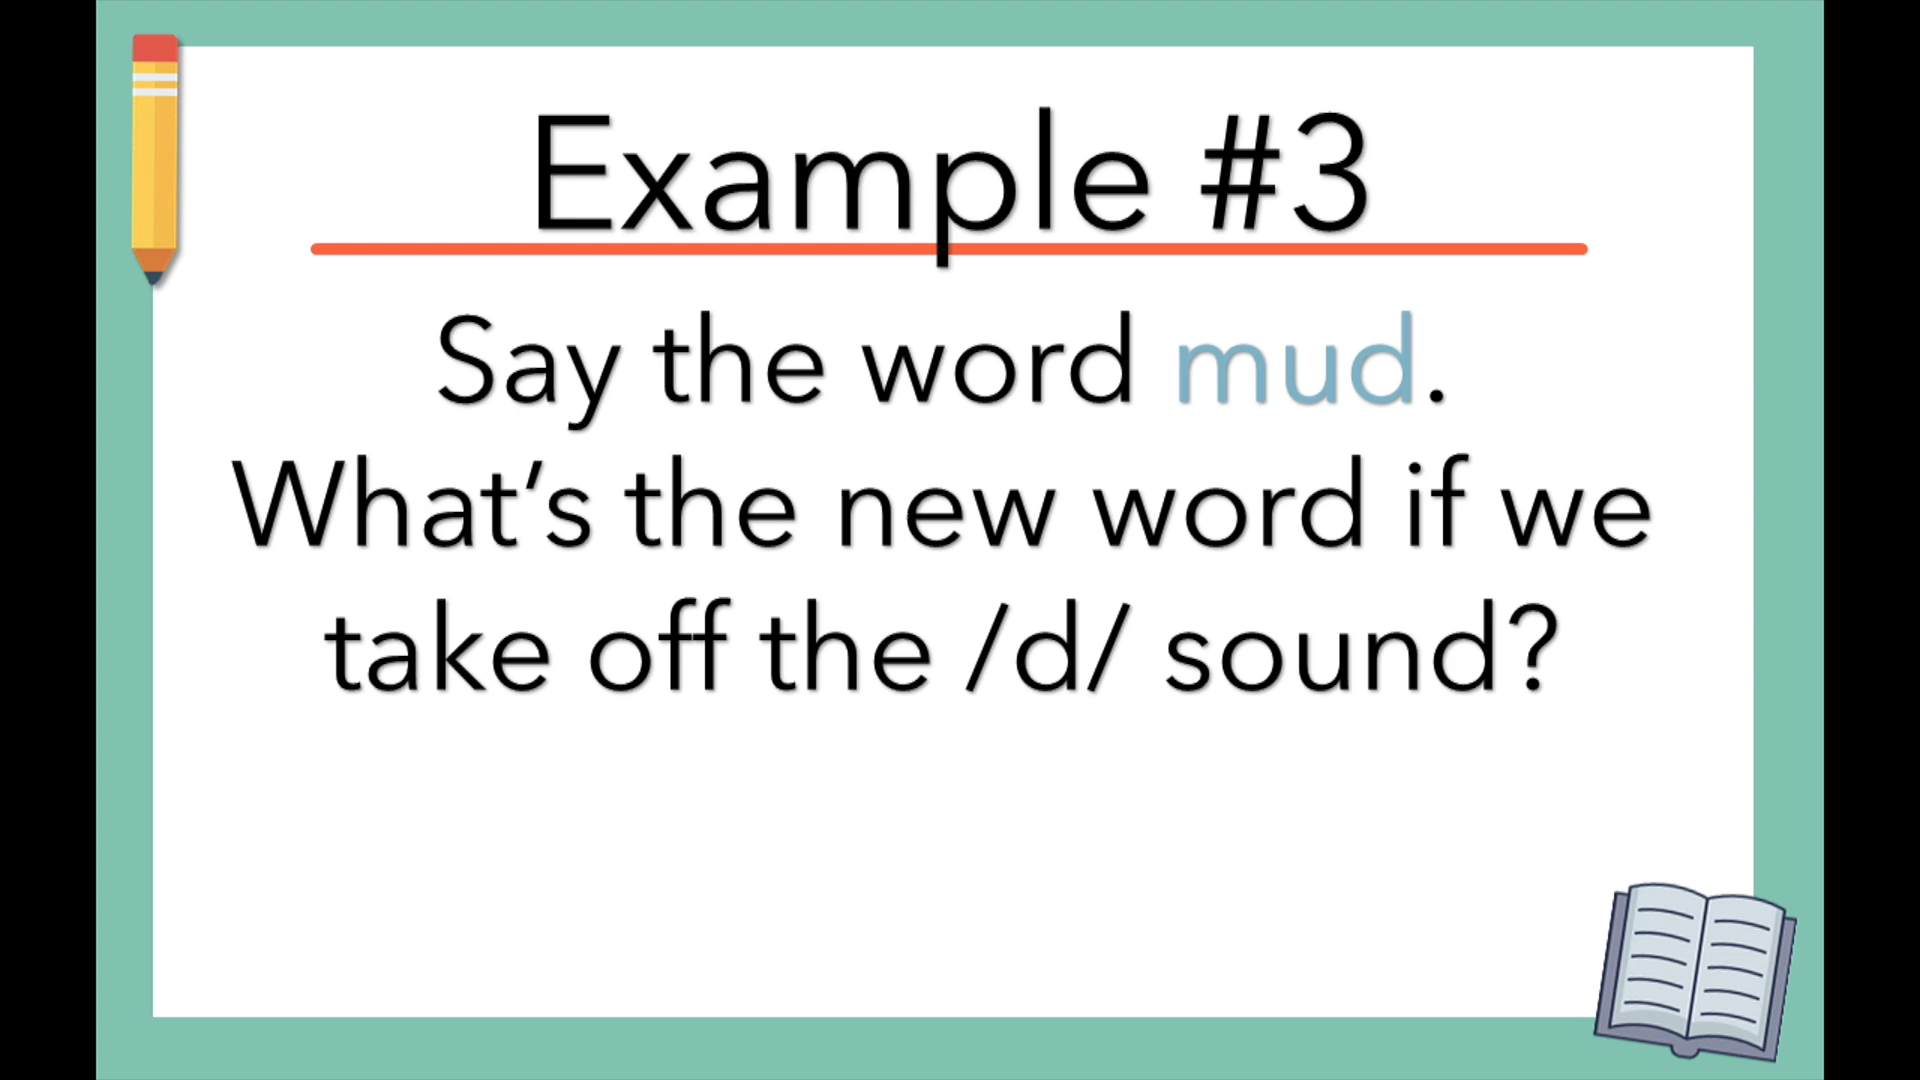 Example #3
Say the word mud.
What’s the new word if we
take off the /d/ sound?